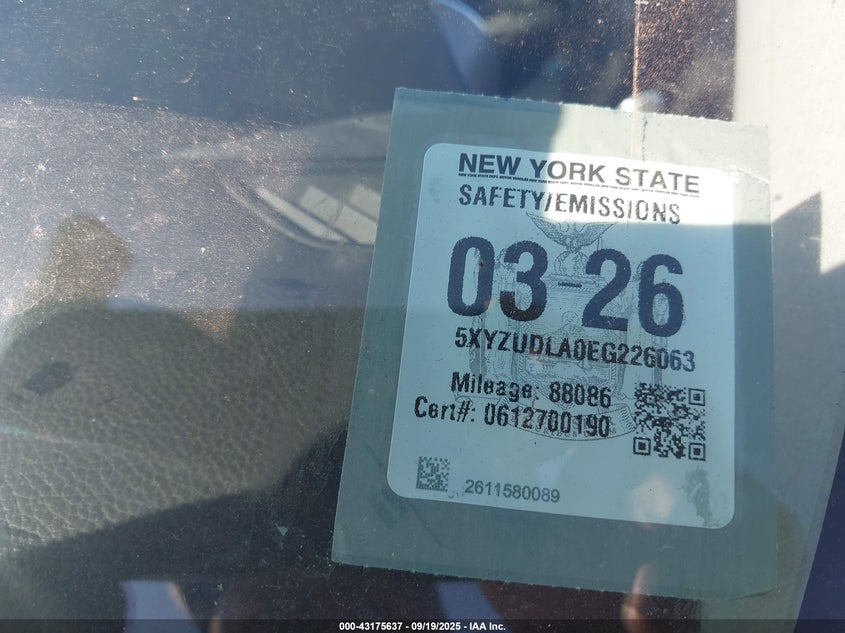 NEW YORK STATE
SAFETY/EMISSIONS
03-26
5XYZUDLA0EG226063
Mileage: 88086
Cert#: 0612700190
2611580089
000-43175637 - 09/19/2025 - IAA Inc.